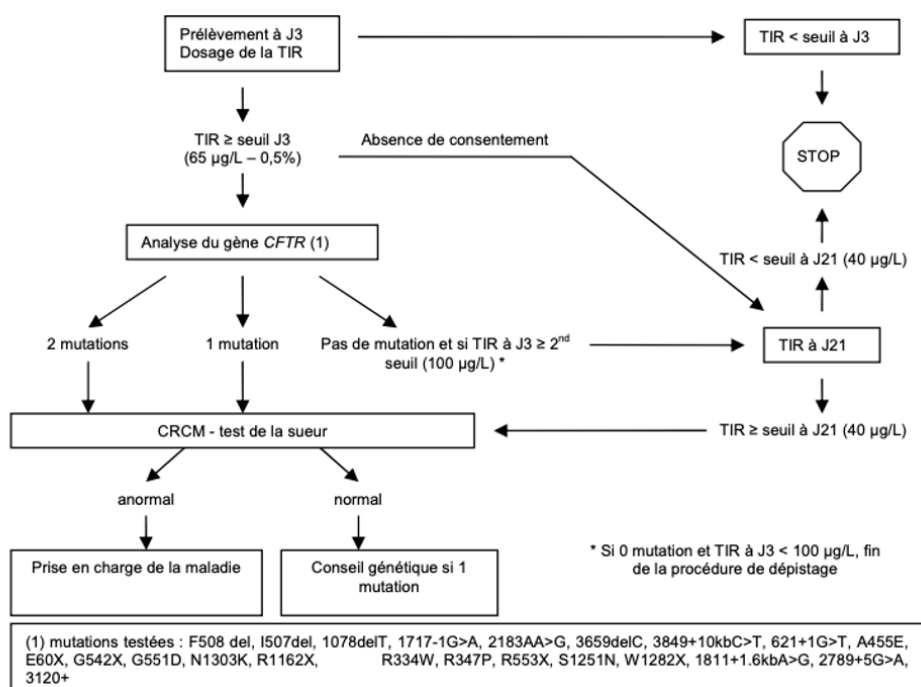 Prélèvement à J3
Dosage de la TIR
TIR < seuil à J3
TIR ≥ seuil J3
(65 µg/L – 0,5%)
Absence de consentement
STOP
Analyse du gène CFTR (1)
TIR < seuil à J21 (40 µg/L)
2 mutations
1 mutation
Pas de mutation et si TIR à J3 ≥ 2nd
seuil (100 µg/L) *
TIR à J21
CRCM - test de la sueur
TIR ≥ seuil à J21 (40 µg/L)
anormal
normal
Prise en charge de la maladie
Conseil génétique si 1
mutation
* Si 0 mutation et TIR à J3 < 100 µg/L, fin
de la procédure de dépistage
(1) mutations testées : F508 del, I507del, 1078delT, 1717-1G>A, 2183AA>G, 3659delC, 3849+10kbC>T, 621+1G>T, A455E,
E60X, G542X, G551D, N1303K, R1162X, R334W, R347P, R553X, S1251N, W1282X, 1811+1.6kbA>G, 2789+5G>A,
3120+